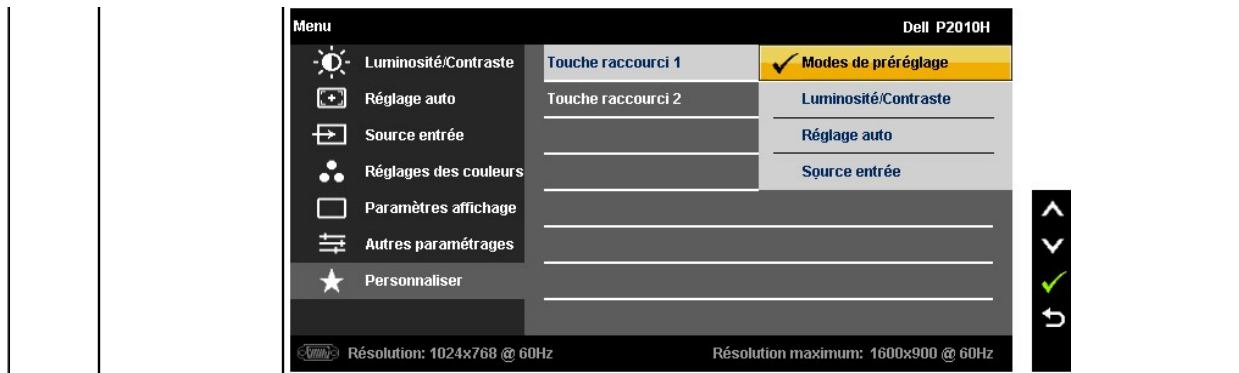 Menu Dell P2010H
Luminosité/Contraste Touche raccourci 1 Modes de préréglage
Réglage auto Touche raccourci 2 Luminosité/Contraste
Source entrée Réglage auto
Réglages des couleurs Source entrée
Paramètres affichage
Autres paramétrages
Personnaliser
Résolution: 1024x768 @ 60Hz Résolution maximum: 1600x900 @ 60Hz